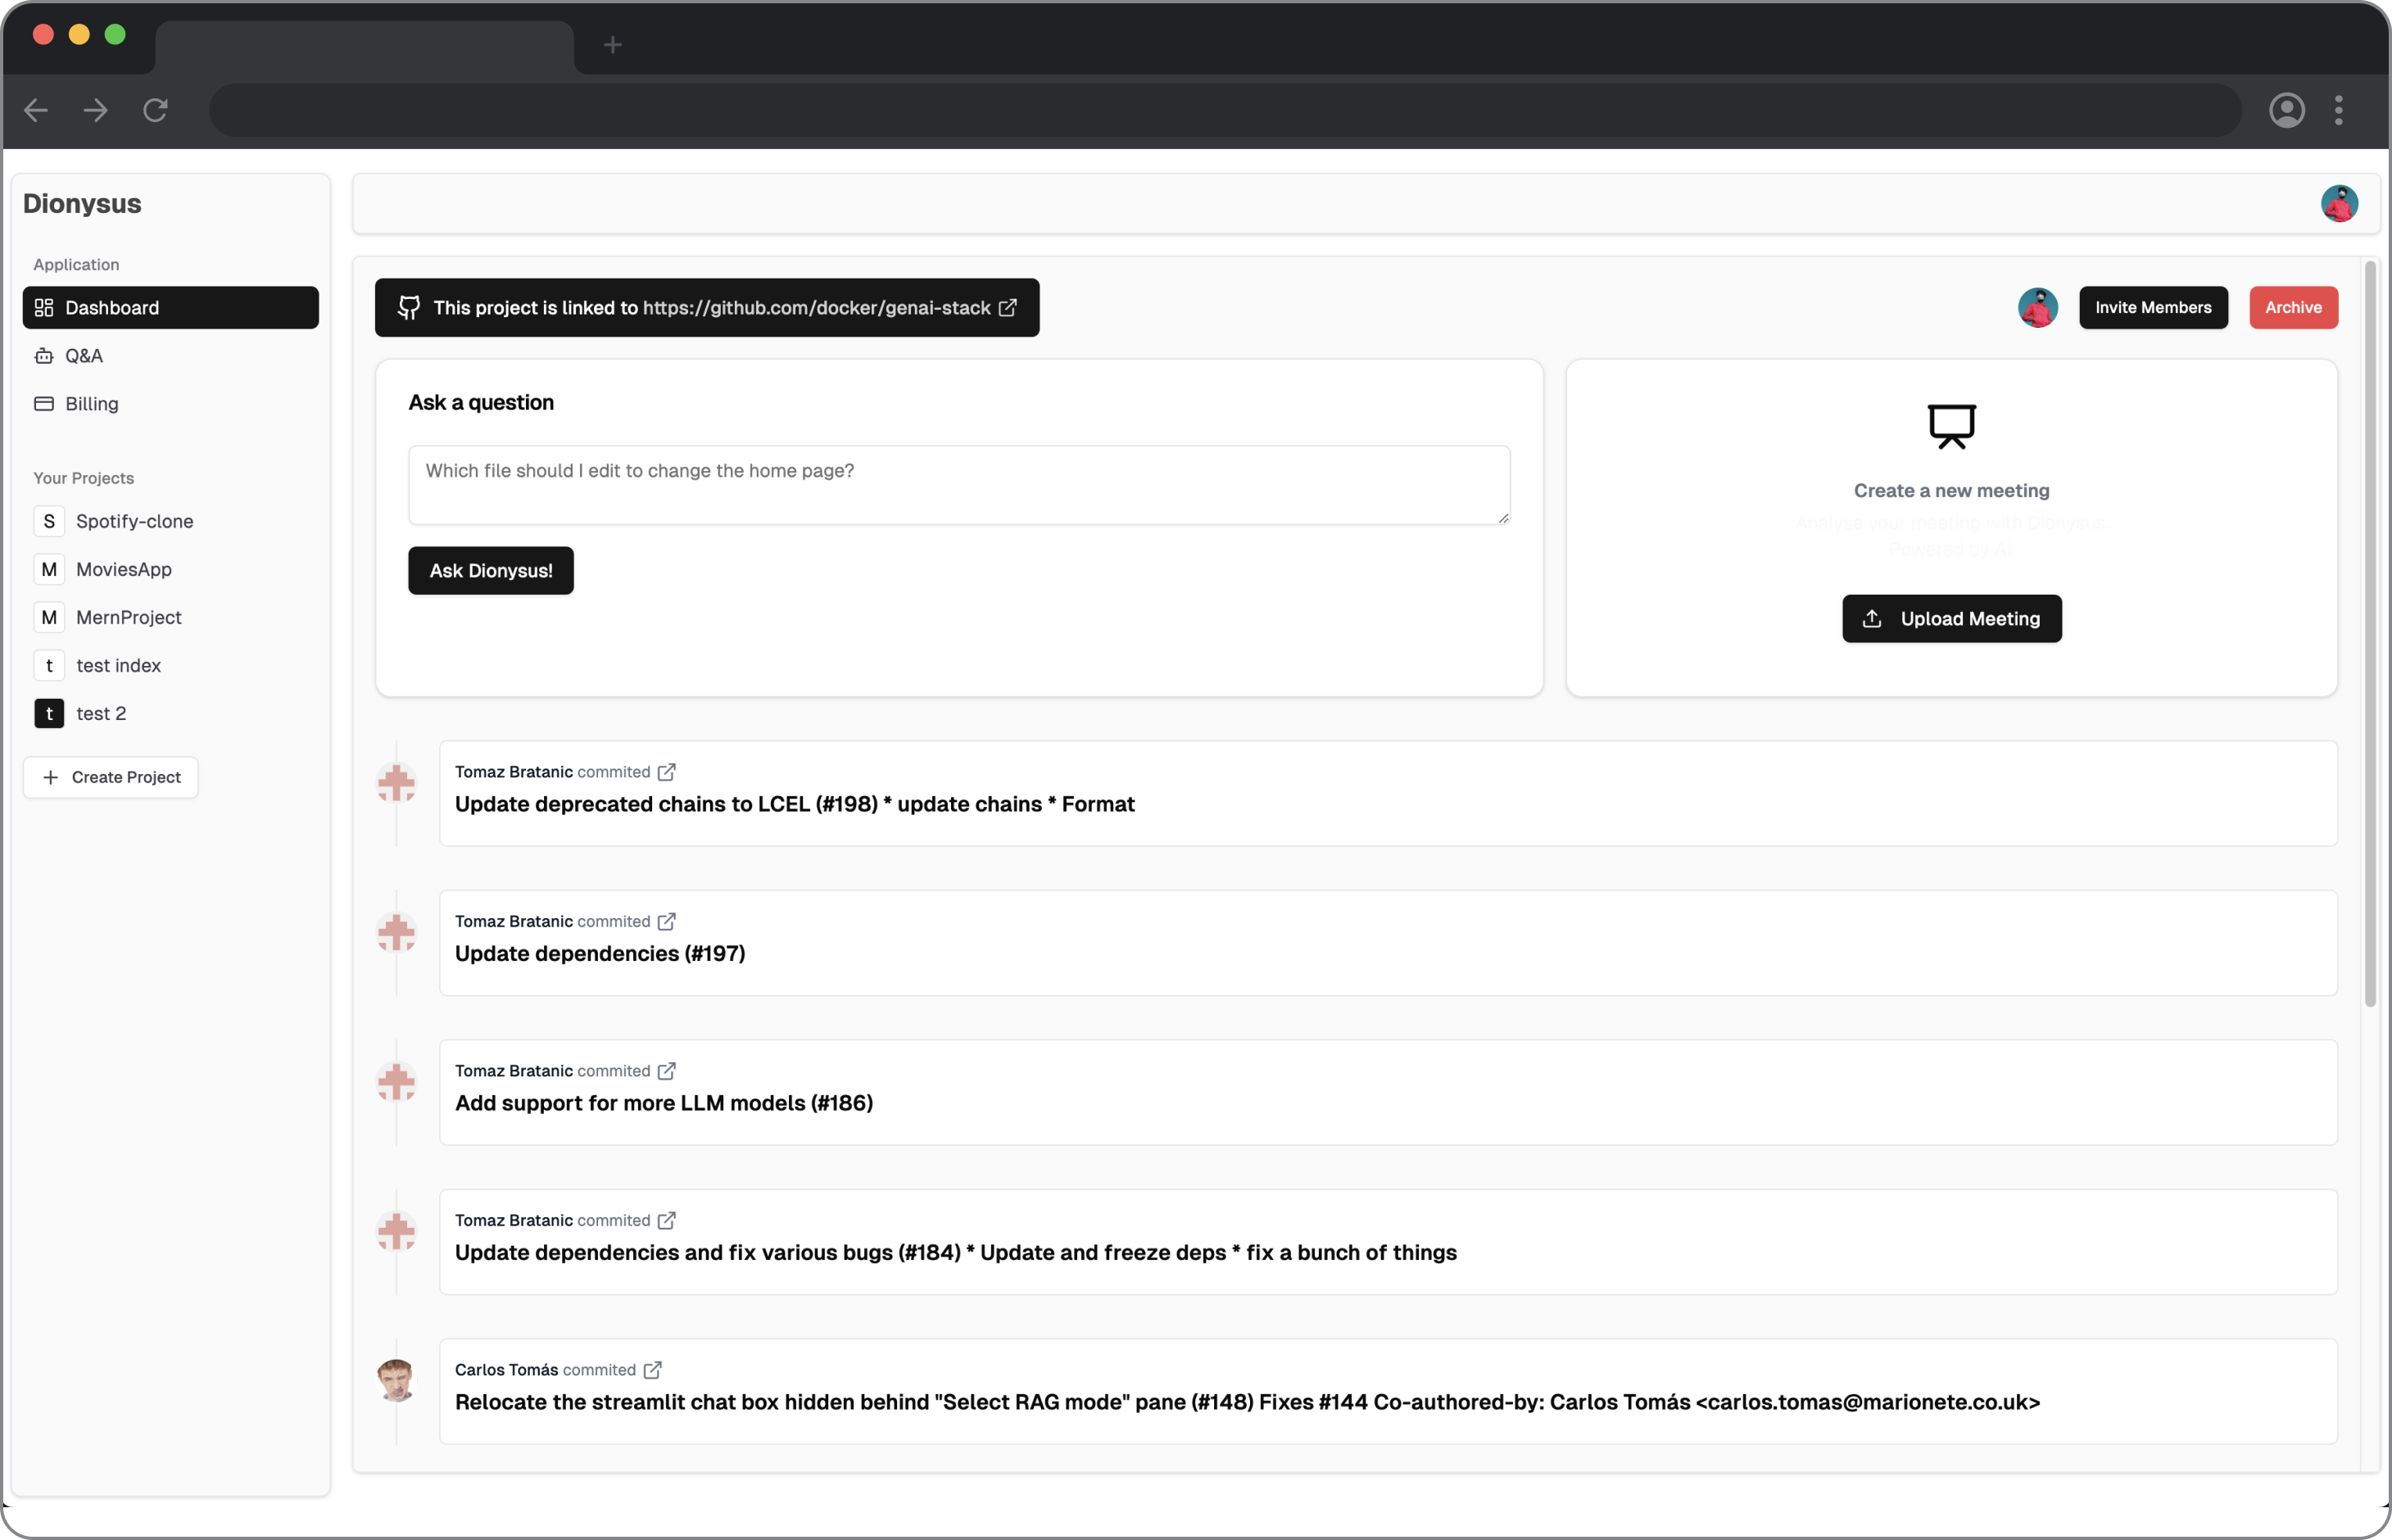 Dionysus
Application
Dashboard
Q&A
Billing
Your Projects
S Spotify-clone
M MoviesApp
M MernProject
t test index
t test 2
Create Project
This project is linked to https://github.com/docker/genai-stack
Invite Members
Archive
Ask a question
Which file should I edit to change the home page?
Ask Dionysus!
Create a new meeting
Analyse your meeting with Dionysus.
Powered by AI.
Upload Meeting
Tomaz Bratanic commited
Update deprecated chains to LCEL (#198) * update chains * Format
Tomaz Bratanic commited
Update dependencies (#197)
Tomaz Bratanic commited
Add support for more LLM models (#186)
Tomaz Bratanic commited
Update dependencies and fix various bugs (#184) * Update and freeze deps * fix a bunch of things
Carlos Tomás commited
Relocate the streamlit chat box hidden behind "Select RAG mode" pane (#148) Fixes #144 Co-authored-by: Carlos Tomás <carlos.tomas@marionete.co.uk>